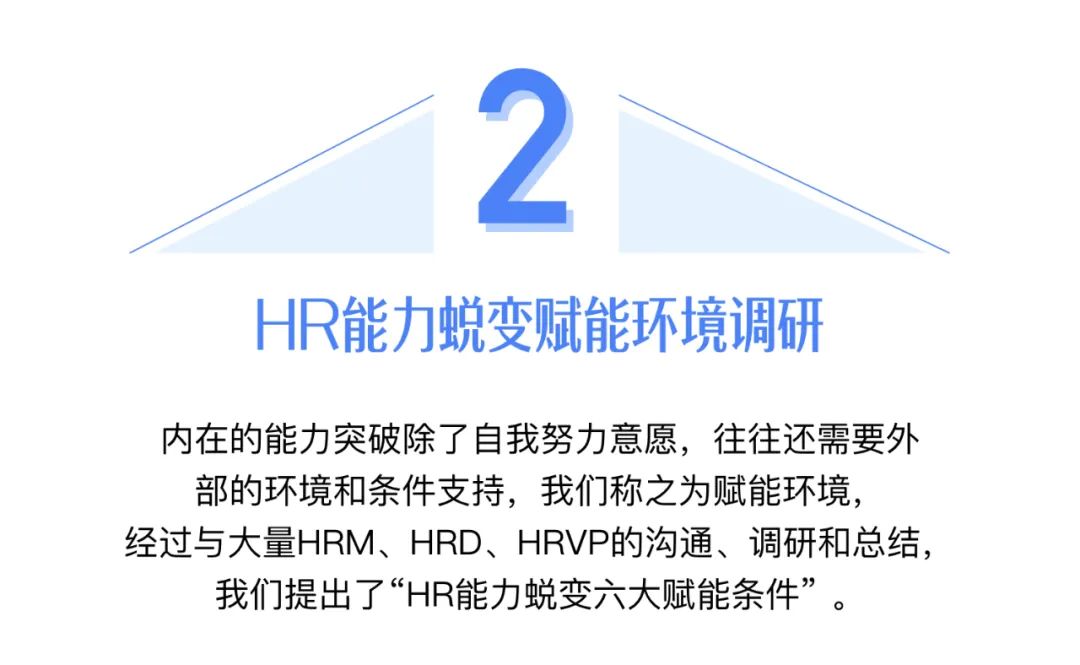 2
HR能力蜕变赋能环境调研
内在的能力突破除了自我努力意愿，往往还需要外
部的环境和条件支持，我们称之为赋能环境，
经过与大量HRM、HRD、HRVP的沟通、调研和总结，
我们提出了“HR能力蜕变六大赋能条件”。